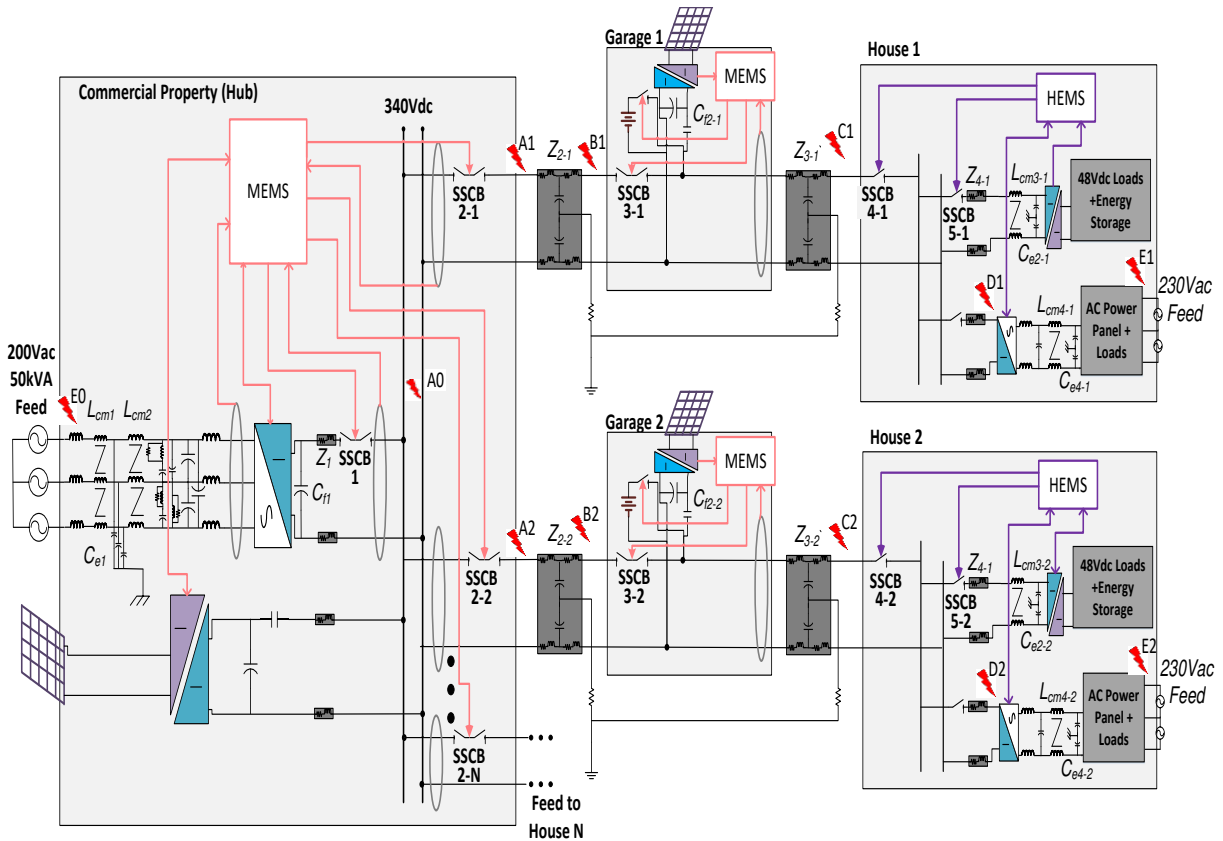 Commercial Property (Hub)
340Vdc
MEMS
SSCB
2-1
A1
Z2-1
B1
A0
200Vac
50kVA
Feed
E0
Lcm1
Lcm2
Ce1
Z1
Cf1
SSCB
1
SSCB
2-2
A2
Z2-2
B2
SSCB
2-N
Feed to
House N
Garage 1
MEMS
Cf2-1
SSCB
3-1
Z3-1
C1
House 1
HEMS
SSCB
4-1
SSCB
5-1
Z4-1
Lcm3-1
Ce2-1
48Vdc Loads
+Energy
Storage
D1
Lcm4-1
Ce4-1
AC Power
Panel +
Loads
E1
230Vac
Feed
Garage 2
MEMS
Cf2-2
SSCB
3-2
Z3-2
C2
House 2
HEMS
SSCB
4-2
SSCB
5-2
Z4-1
Lcm3-2
Ce2-2
48Vdc Loads
+Energy
Storage
D2
Lcm4-2
Ce4-2
AC Power
Panel +
Loads
E2
230Vac
Feed